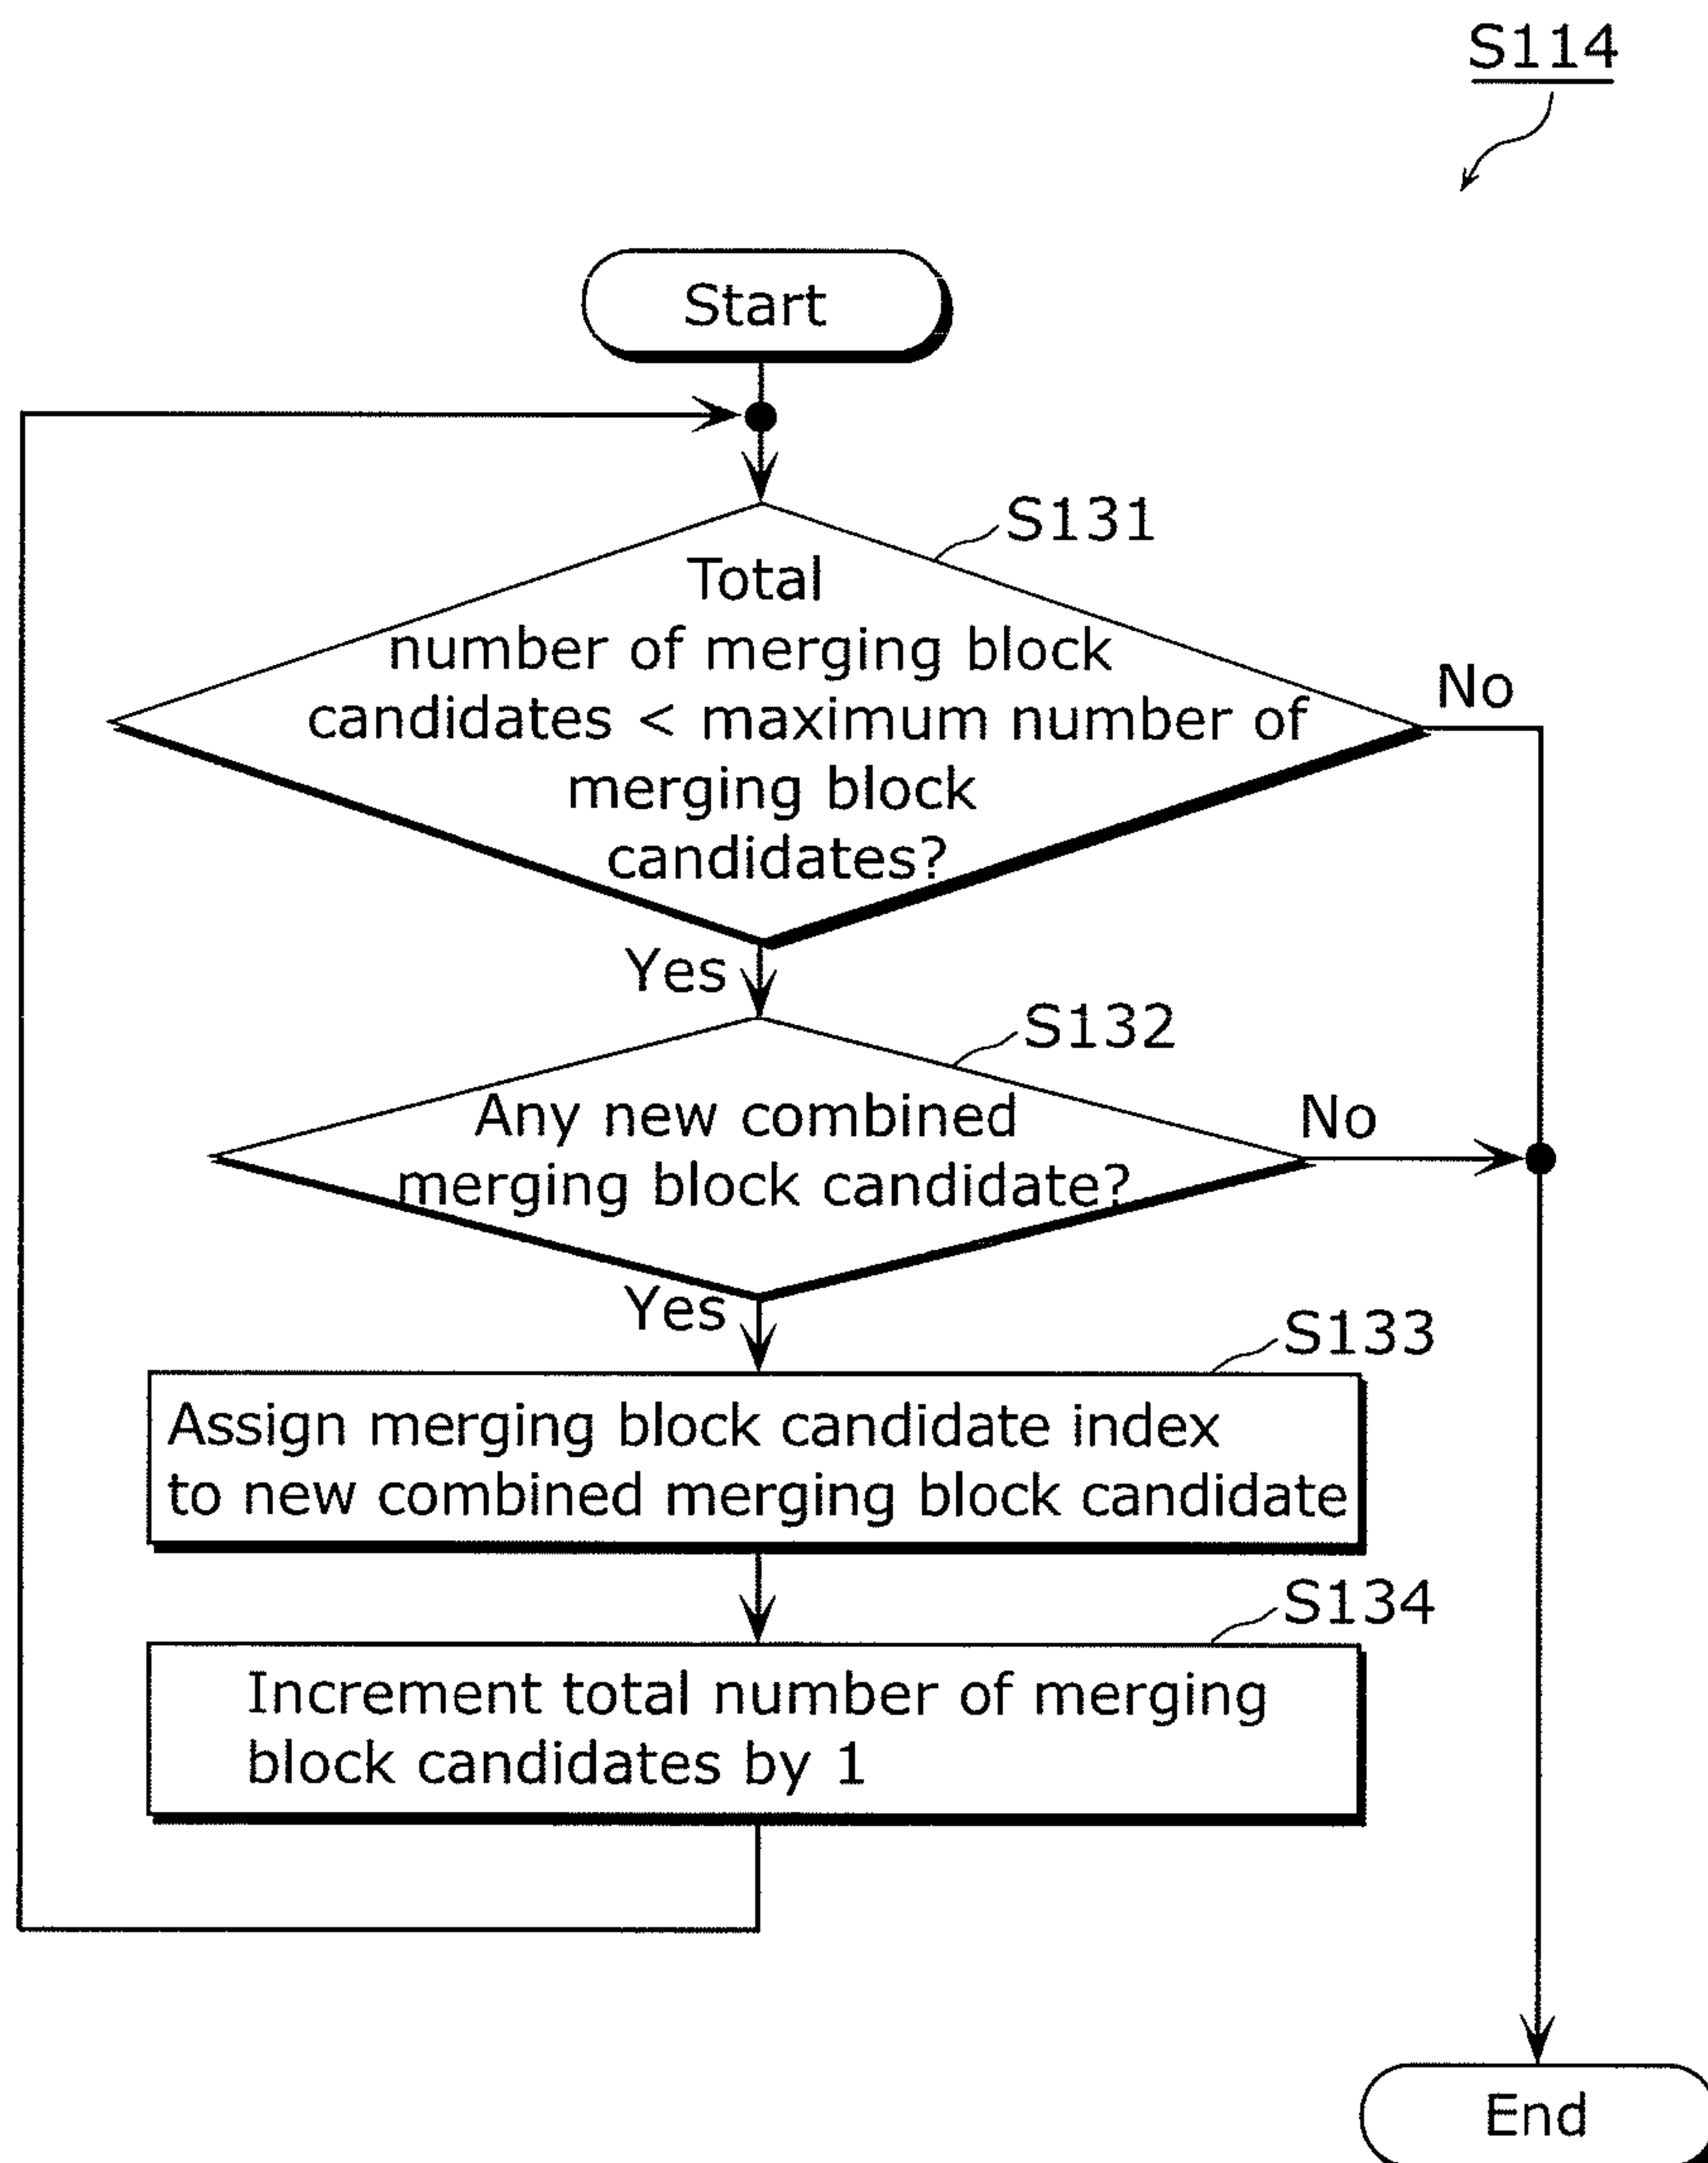 S114
Start
S131
Total
number of merging block
candidates < maximum number of
merging block
candidates?
No
Yes
S132
Any new combined
merging block candidate?
No
Yes
S133
Assign merging block candidate index
to new combined merging block candidate
S134
Increment total number of merging
block candidates by 1
End